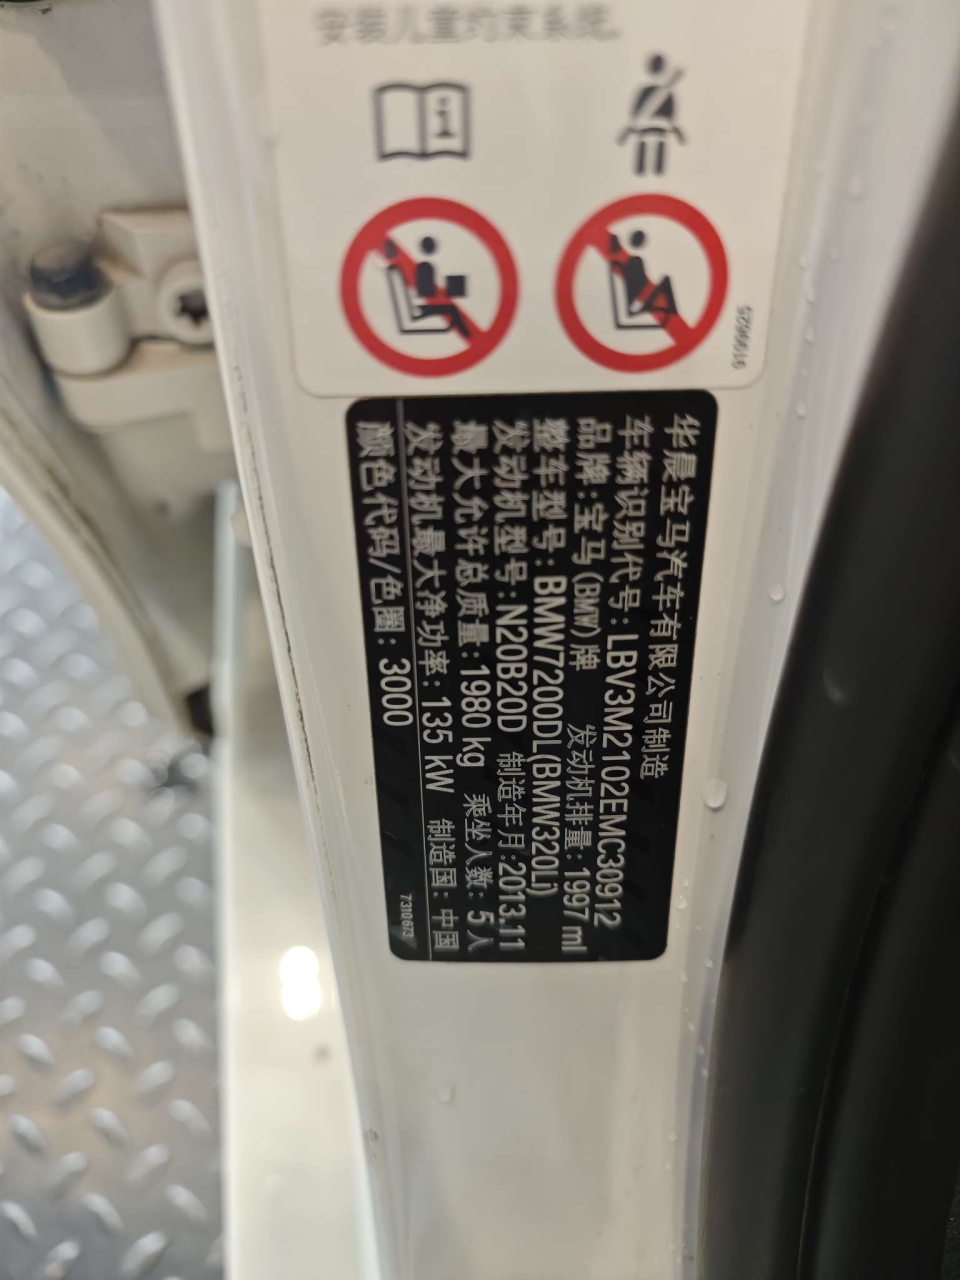 安装儿童约束系统。
9199625
华晨宝马汽车有限公司制造
车辆识别代号:LBV3M2102EMC30912
品牌:宝马(BMW)牌 发动机排量:1997 ml
整车型号:BMW7200DL(BMW320Li)
发动机型号:N20B20D 制造年月:2013.11
最大允许总质量:1980 kg 乘坐人数:5人
发动机最大净功率:135 kW 制造国:中国
颜色代码/色圈:3000
7310673